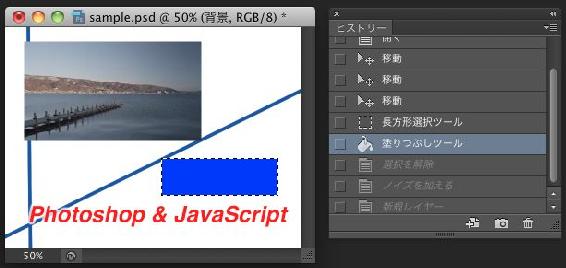 sample.psd @ 50% (背景, RGB/8) *
Photoshop & JavaScript
50%
ヒストリー
開く
移動
移動
移動
長方形選択ツール
塗りつぶしツール
選択を解除
ノイズを加える
新規レイヤー